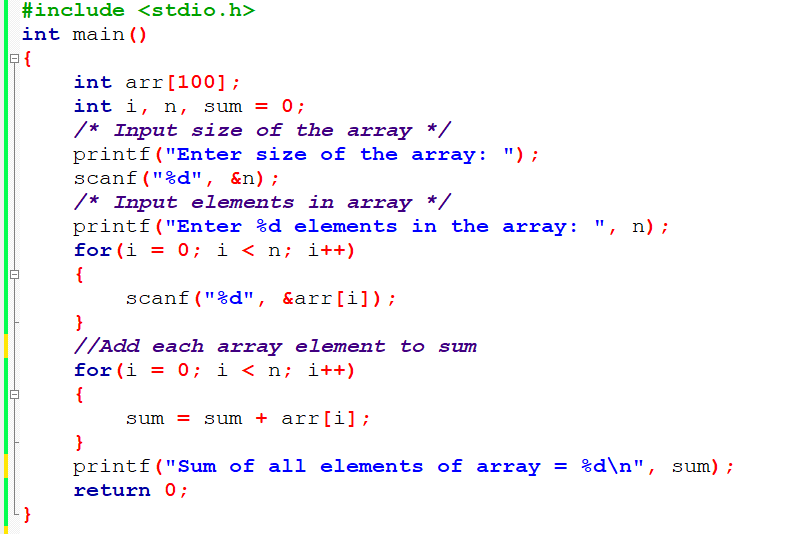 #include <stdio.h>
int main()
{
    int arr[100];
    int i, n, sum = 0;
    /* Input size of the array */
    printf("Enter size of the array: ");
    scanf("%d", &n);
    /* Input elements in array */
    printf("Enter %d elements in the array: ", n);
    for(i = 0; i < n; i++)
    {
        scanf("%d", &arr[i]);
    }
    //Add each array element to sum
    for(i = 0; i < n; i++)
    {
        sum = sum + arr[i];
    }
    printf("Sum of all elements of array = %d\n", sum);
    return 0;
}